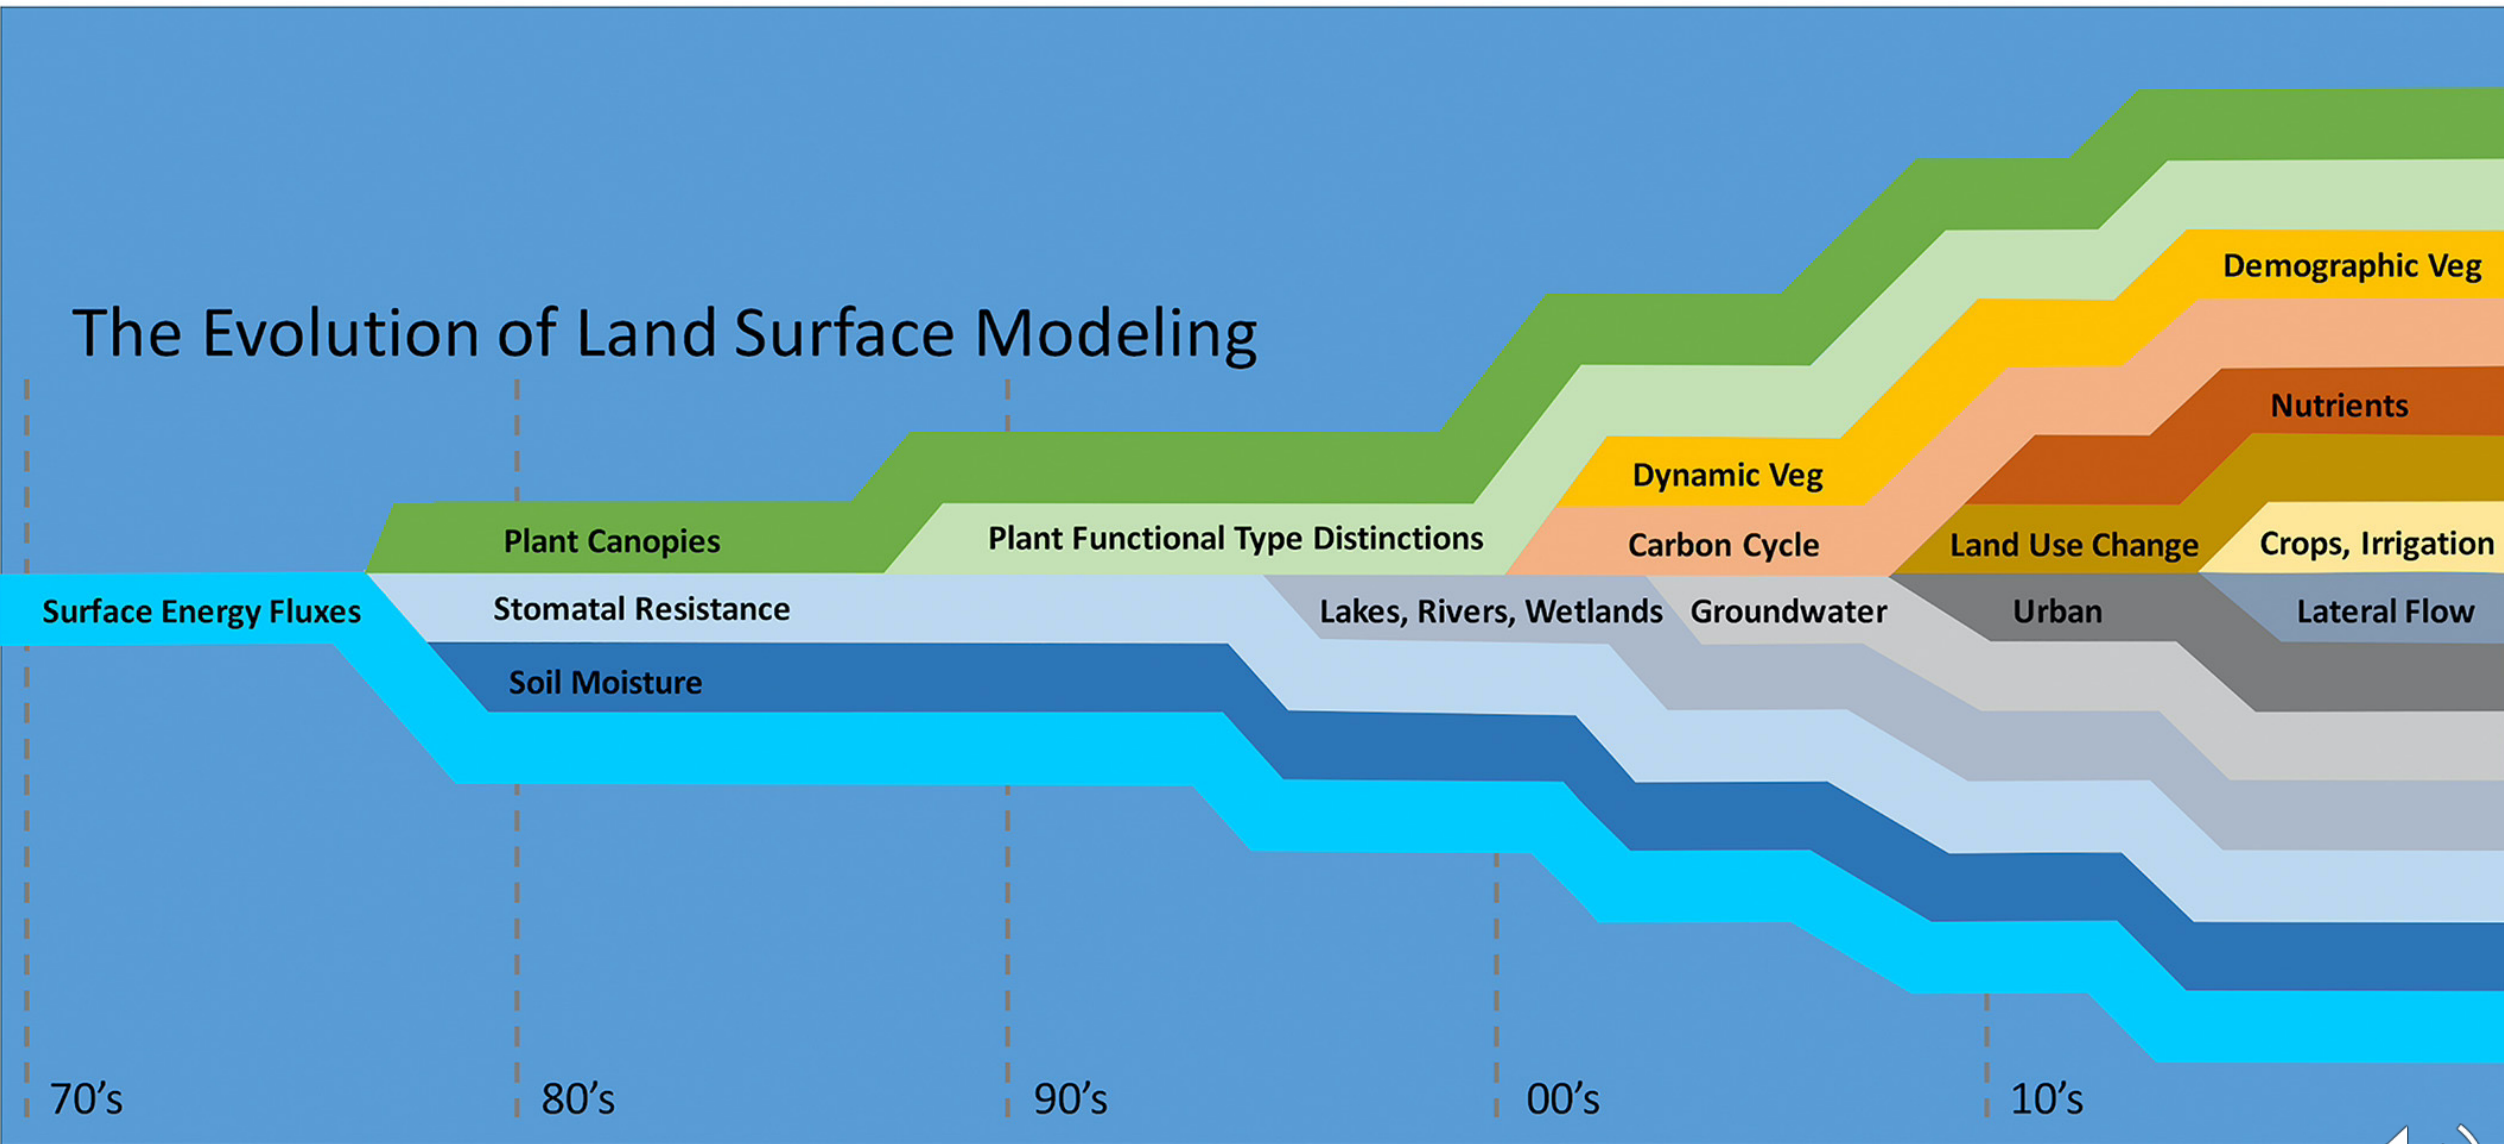 The Evolution of Land Surface Modeling
Demographic Veg
Nutrients
Dynamic Veg
Plant Canopies
Plant Functional Type Distinctions
Carbon Cycle
Land Use Change
Crops, Irrigation
Surface Energy Fluxes
Stomatal Resistance
Lakes, Rivers, Wetlands
Groundwater
Urban
Lateral Flow
Soil Moisture
70's
80's
90's
00's
10's